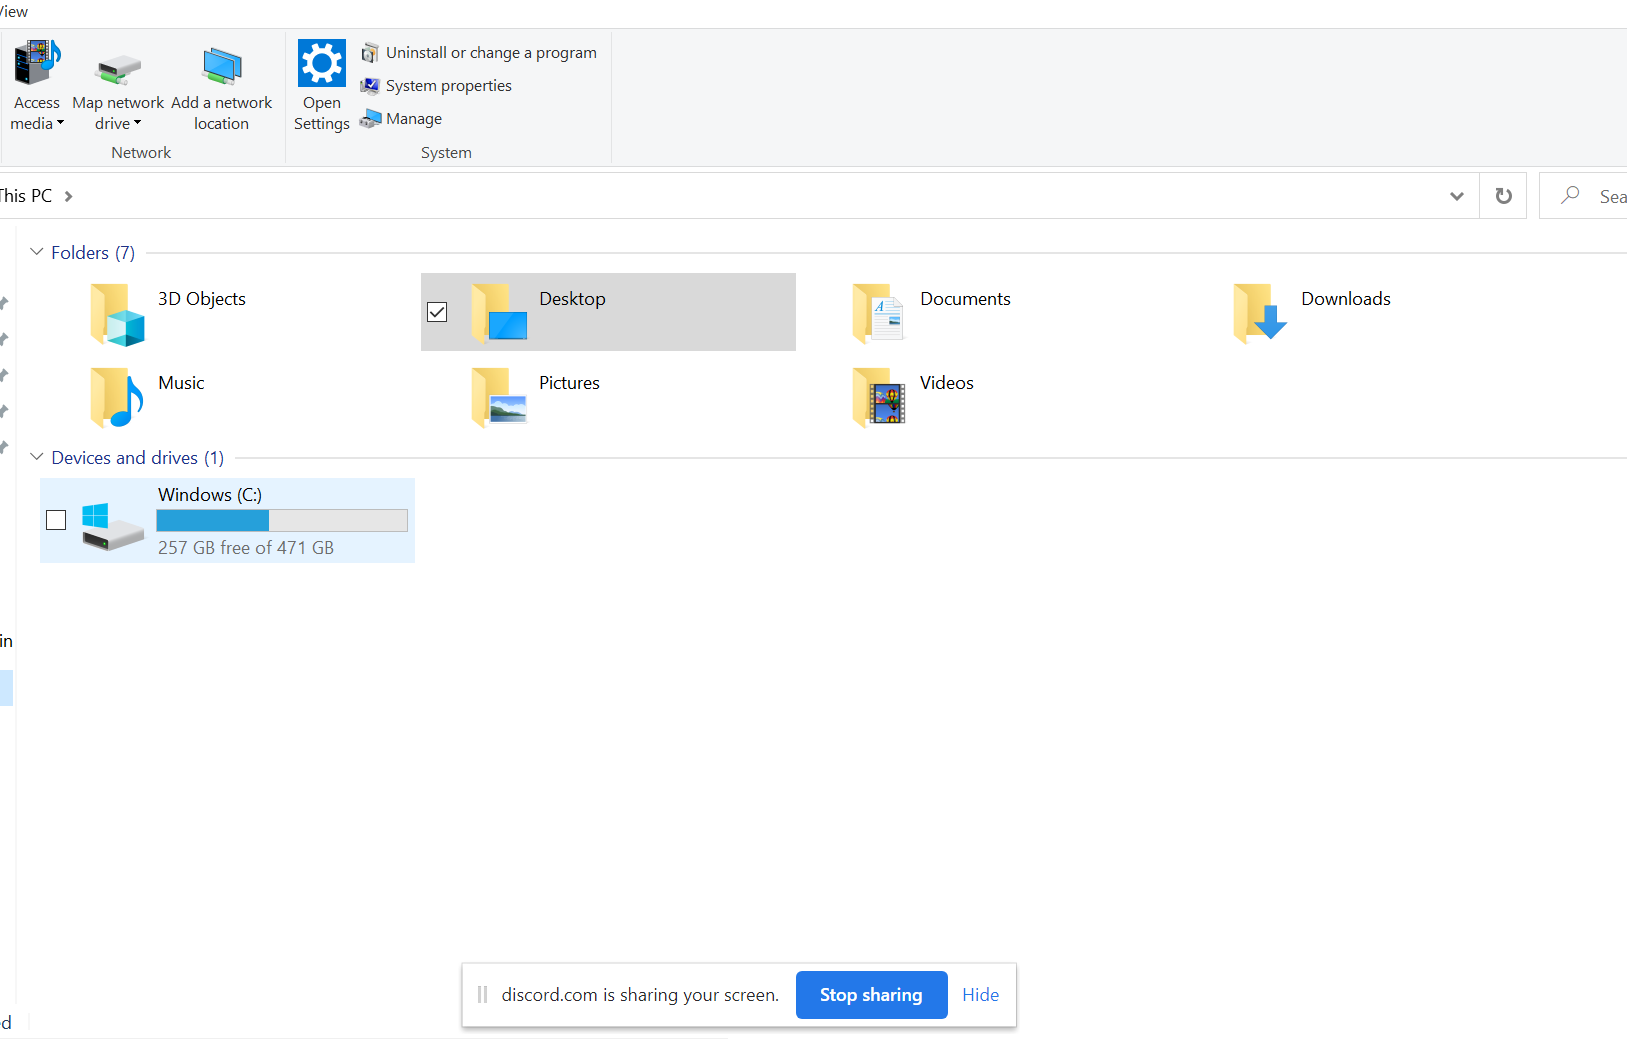 View
Access media
Map network drive
Add a network location
Network
Open Settings
Uninstall or change a program
System properties
Manage
System
This PC
Sea
Folders (7)
3D Objects
Desktop
Documents
Downloads
Music
Pictures
Videos
Devices and drives (1)
Windows (C:)
257 GB free of 471 GB
in
discord.com is sharing your screen.
Stop sharing
Hide
ed